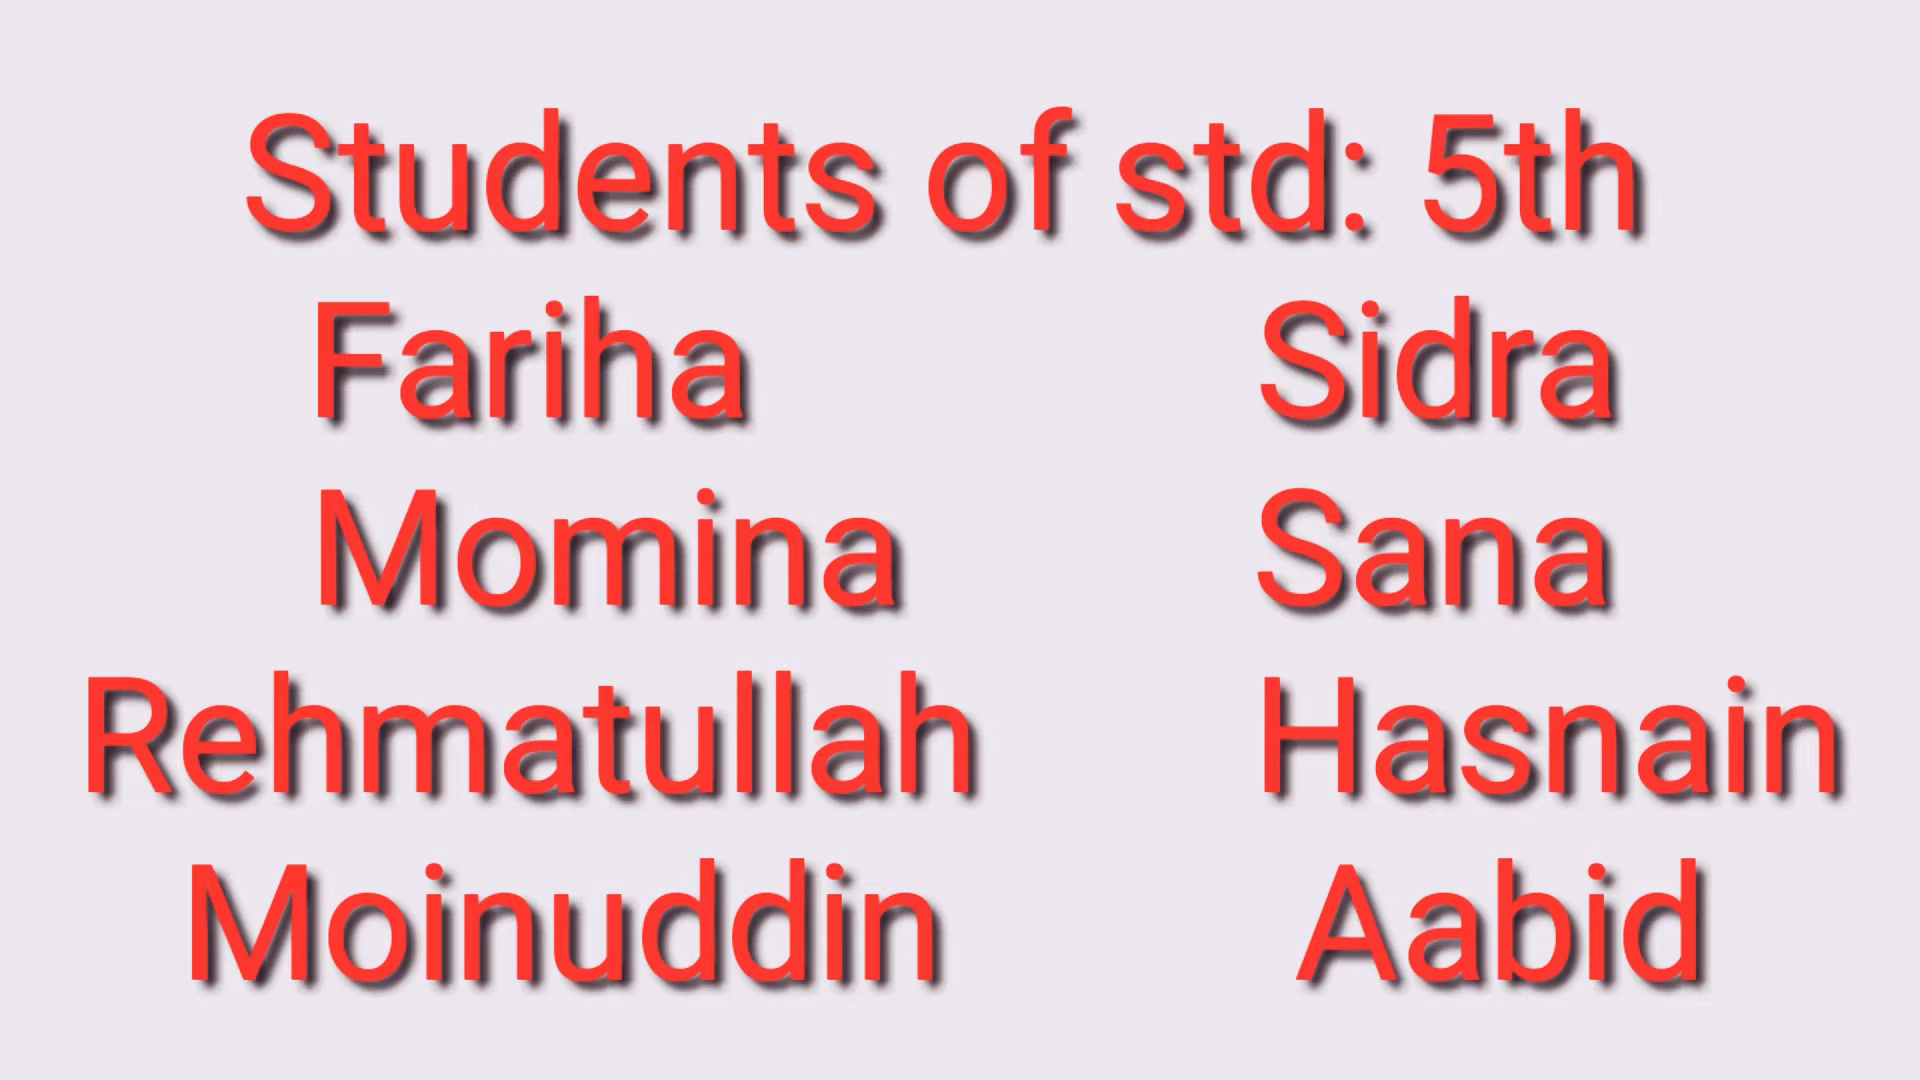 Students of std: 5th
Fariha Sidra
Momina Sana
Rehmatullah Hasnain
Moinuddin Aabid